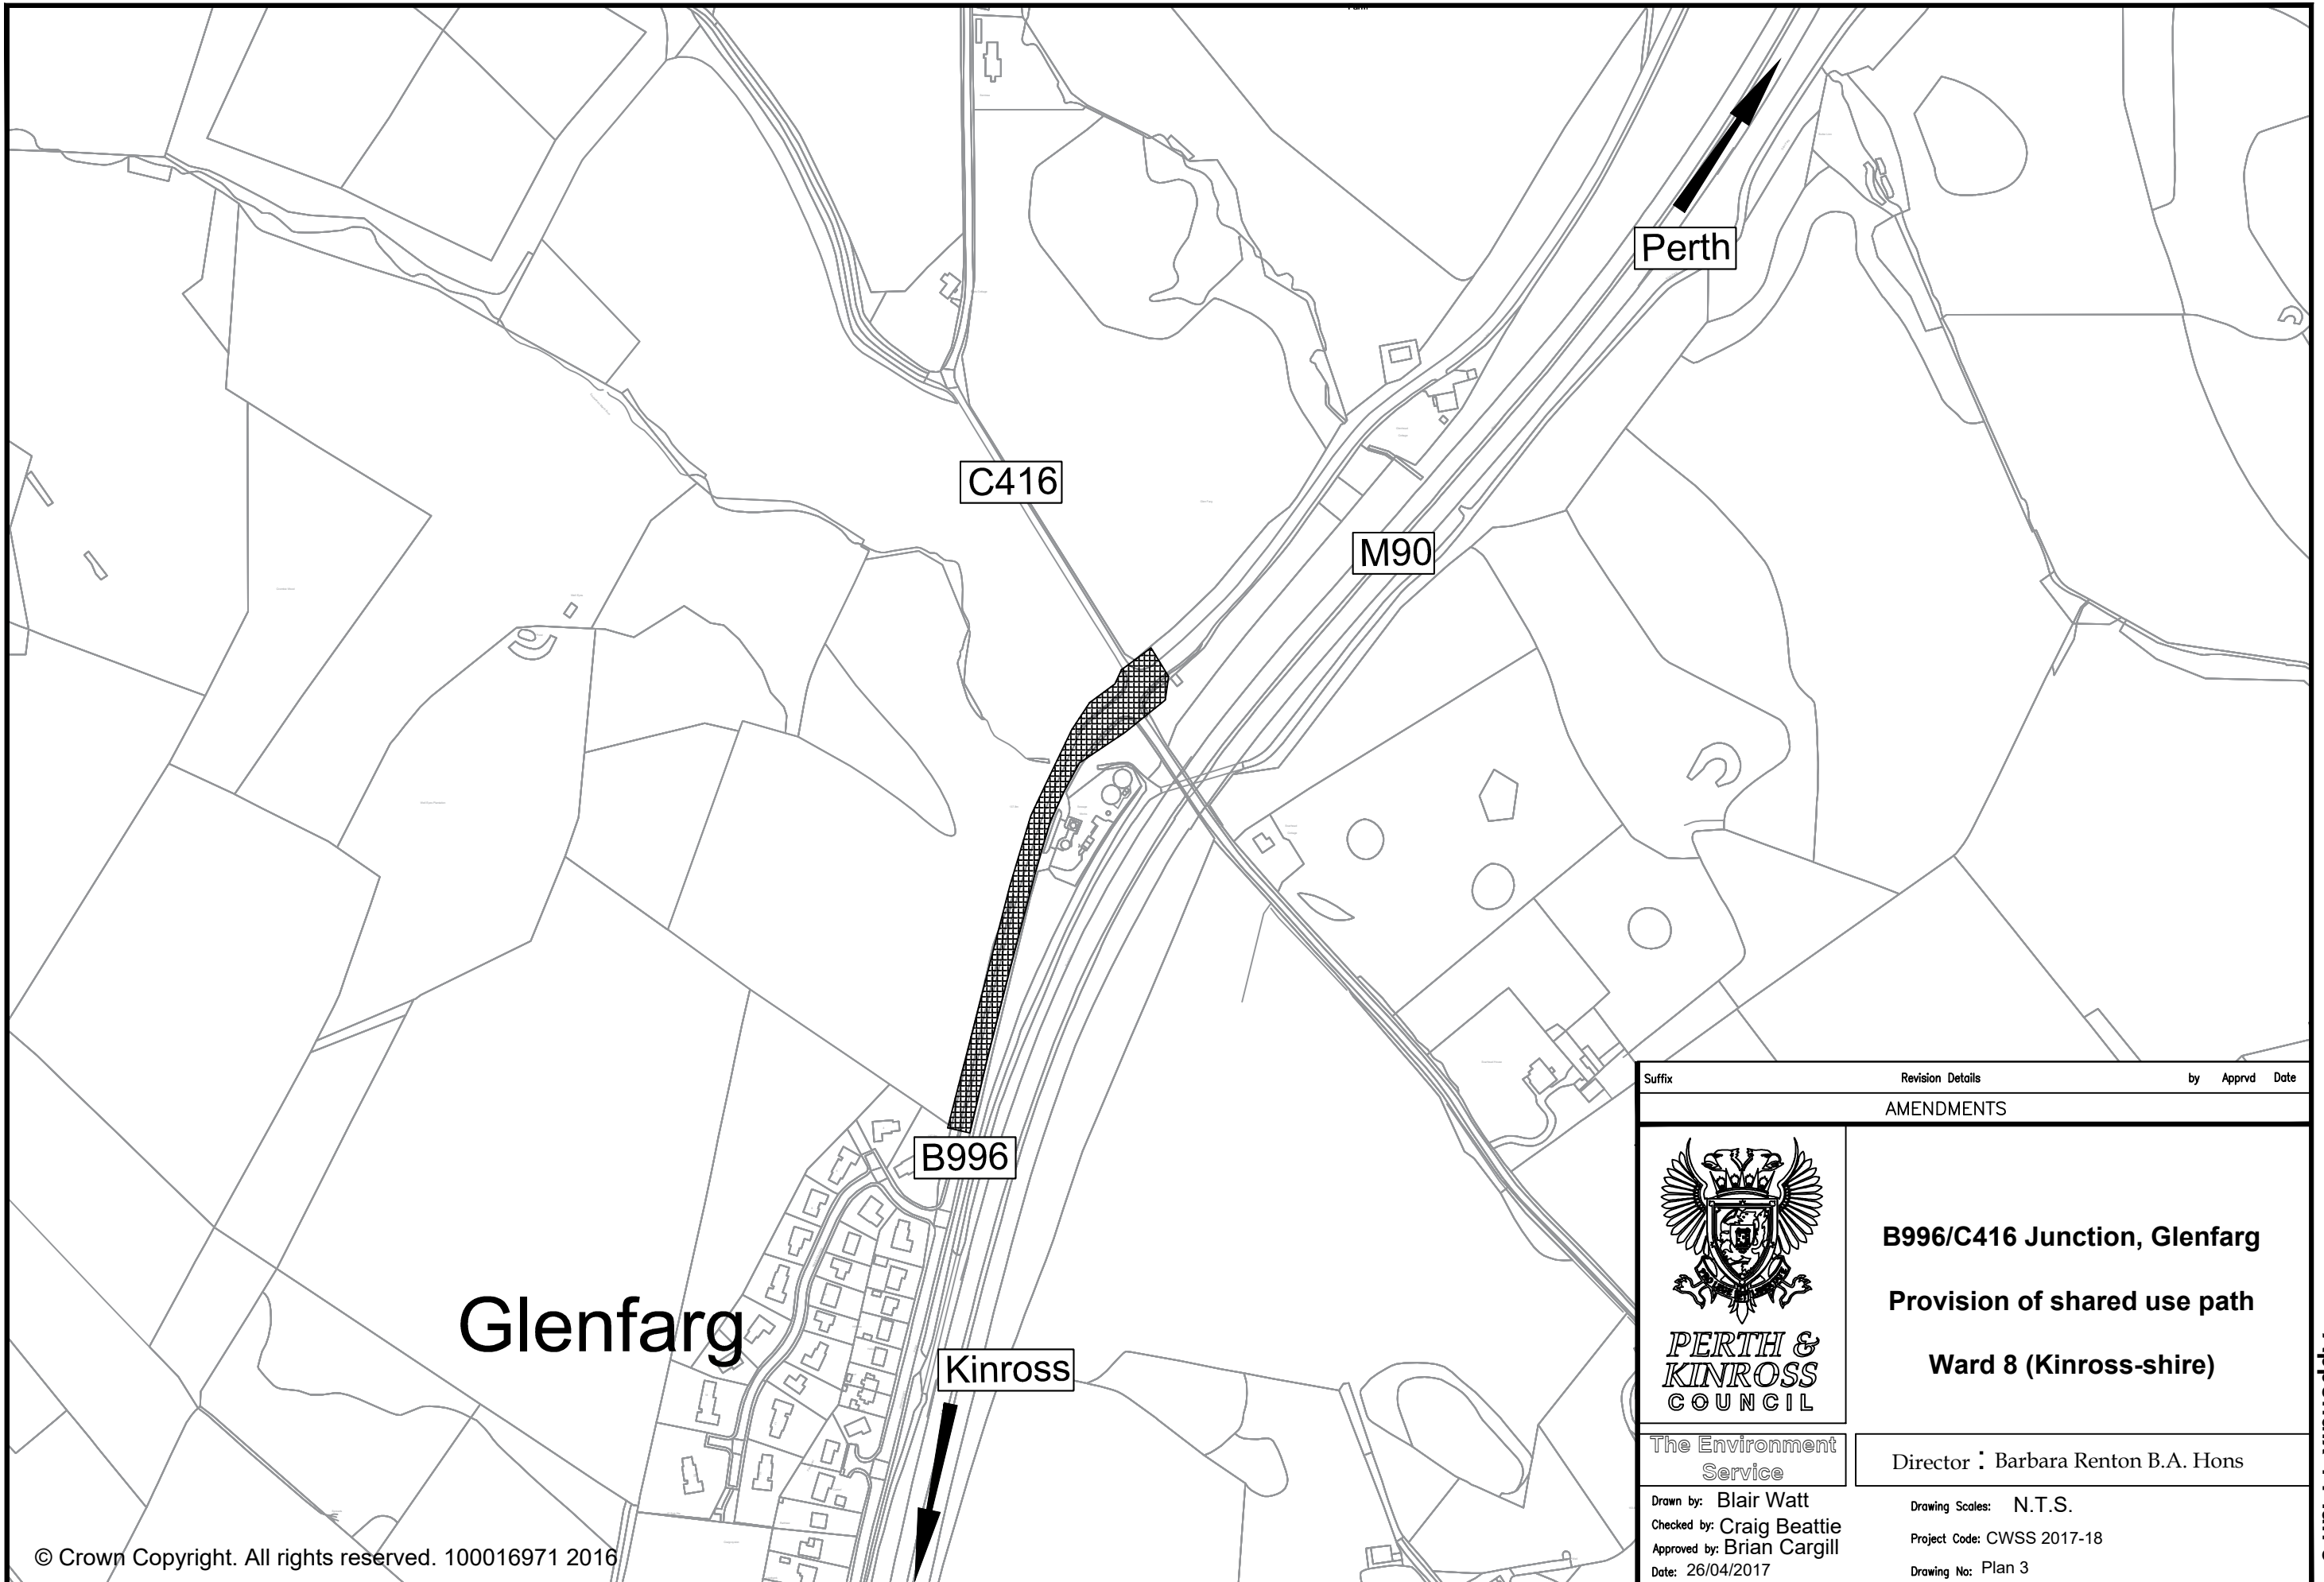 Perth
C416
M90
B996
Glenfarg
Kinross
© Crown Copyright. All rights reserved. 100016971 2016
Suffix Revision Details by Apprvd Date
AMENDMENTS
B996/C416 Junction, Glenfarg
Provision of shared use path
Ward 8 (Kinross-shire)
PERTH &
KINROSS
COUNCIL
The Environment
Service
Director : Barbara Renton B.A. Hons
Drawn by: Blair Watt
Checked by: Craig Beattie
Approved by: Brian Cargill
Date: 26/04/2017
Drawing Scales: N.T.S.
Project Code: CWSS 2017-18
Drawing No: Plan 3